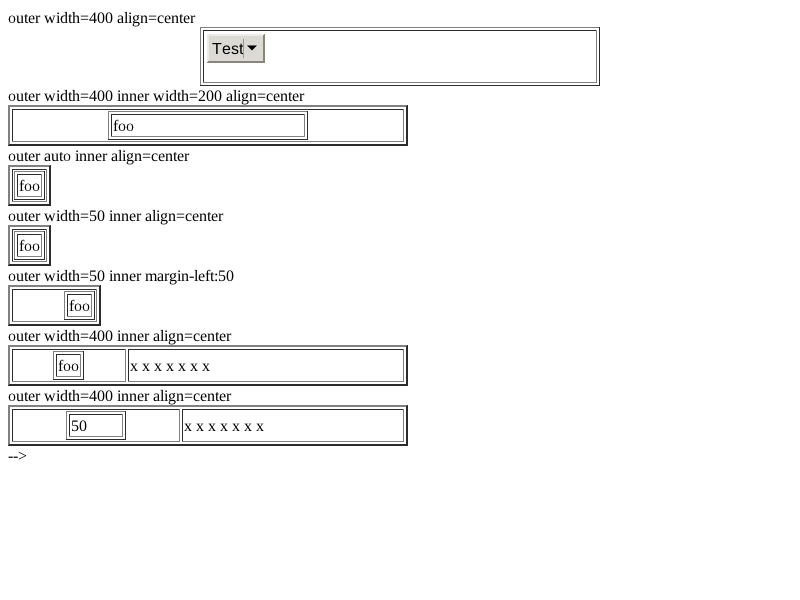 outer width=400 align=center
Test
outer width=400 inner width=200 align=center
foo
outer auto inner align=center
foo
outer width=50 inner align=center
foo
outer width=50 inner margin-left:50
foo
outer width=400 inner align=center
foo x x x x x x x
outer width=400 inner align=center
50 x x x x x x x
-->